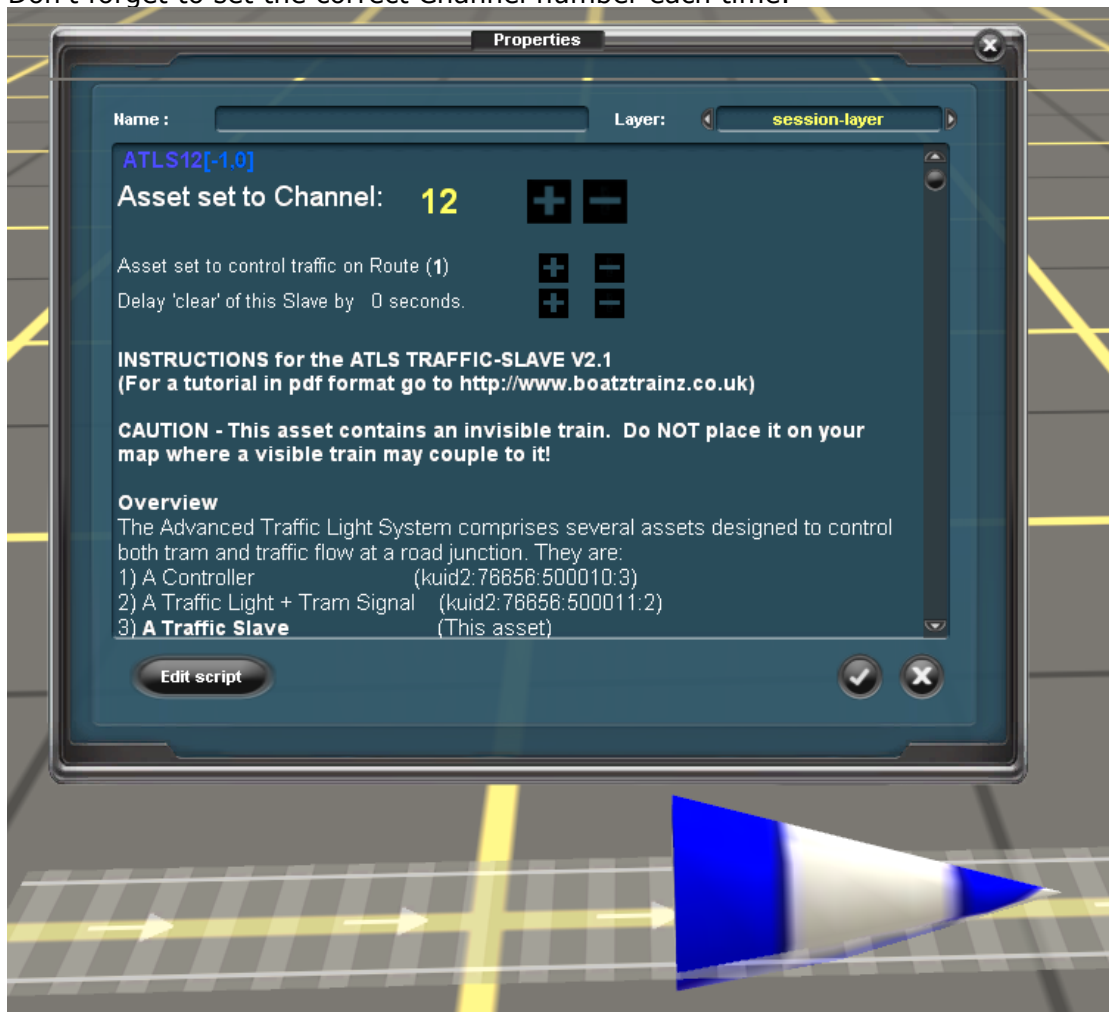 Don't forget to set the correct Channel number each time.
Properties
Name :
Layer:
session-layer
ATLS12[-1,0]
Asset set to Channel: 12
Asset set to control traffic on Route (1)
Delay 'clear' of this Slave by 0 seconds.
INSTRUCTIONS for the ATLS TRAFFIC-SLAVE V2.1
(For a tutorial in pdf format go to http://www.boatztrainz.co.uk)
CAUTION - This asset contains an invisible train. Do NOT place it on your
map where a visible train may couple to it!
Overview
The Advanced Traffic Light System comprises several assets designed to control
both tram and traffic flow at a road junction. They are:
1) A Controller (kuid2:76656:500010:3)
2) A Traffic Light + Tram Signal (kuid2:76656:500011:2)
3) A Traffic Slave (This asset)
Edit script